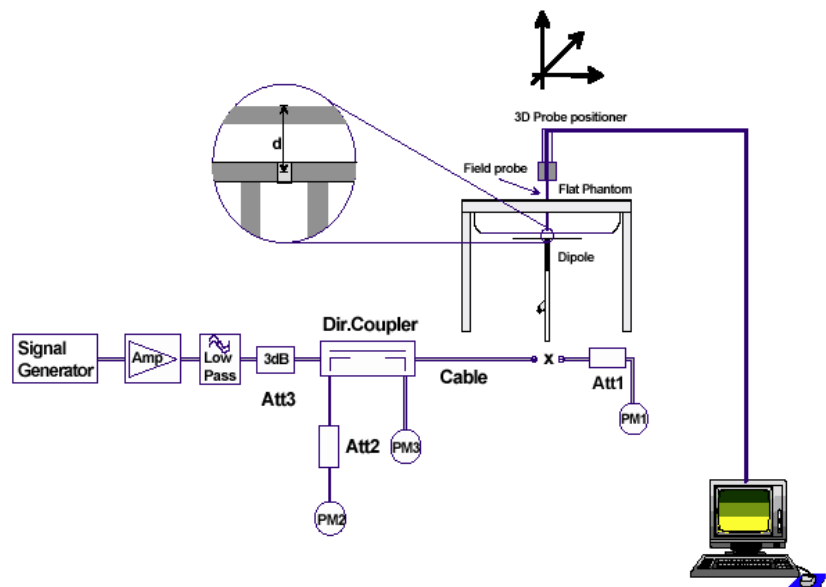 3D Probe positioner
d
Field probe
Flat Phantom
Dipole
Dir.Coupler
Signal
Generator
Amp
Low
Pass
3dB
Cable
x
Att1
Att3
PM1
Att2
PM3
PM2